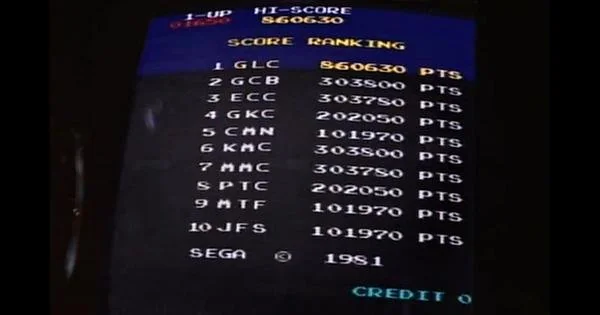 1-UP HI-SCORE
01650 860630
SCORE RANKING
1 GLC 860630 PTS
2 GCB 303800 PTS
3 ECC 303780 PTS
4 GKC 202050 PTS
5 CMN 101970 PTS
6 KMC 303800 PTS
7 MMC 303780 PTS
8 PTC 202050 PTS
9 MTF 101970 PTS
10 JFS 101970 PTS
SEGA © 1981
CREDIT 0